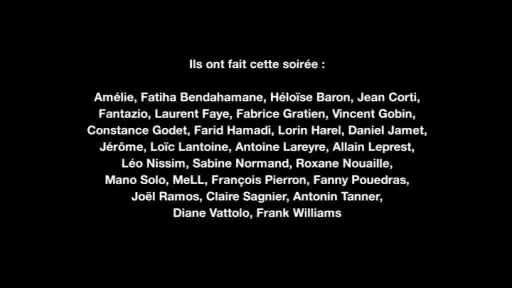 Ils ont fait cette soirée :
Amélie, Fatiha Bendahamane, Héloïse Baron, Jean Corti,
Fantazio, Laurent Faye, Fabrice Gratien, Vincent Gobin,
Constance Godet, Farid Hamadi, Lorin Harel, Daniel Jamet,
Jérôme, Loïc Lantoine, Antoine Lareyre, Allain Leprest,
Léo Nissim, Sabine Normand, Roxane Nouaille,
Mano Solo, MeLL, François Pierron, Fanny Pouedras,
Joël Ramos, Claire Sagnier, Antonin Tanner,
Diane Vattolo, Frank Williams